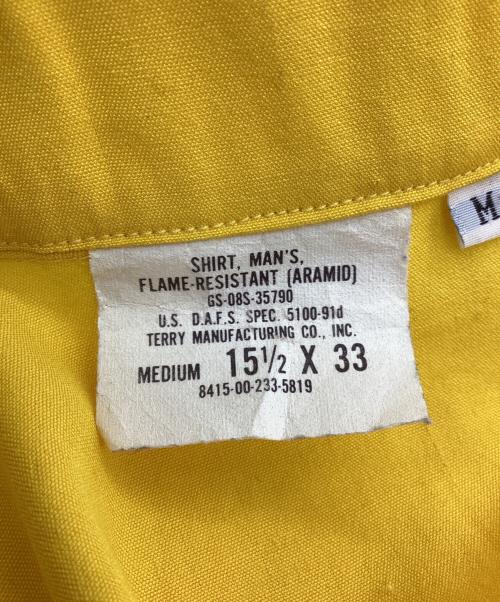 SHIRT, MAN'S,
FLAME-RESISTANT (ARAMID)
GS-08S-35790
U.S. D.A.F.S. SPEC. 5100-91d
TERRY MANUFACTURING CO., INC.
MEDIUM 15½ X 33
8415-00-233-5819
M